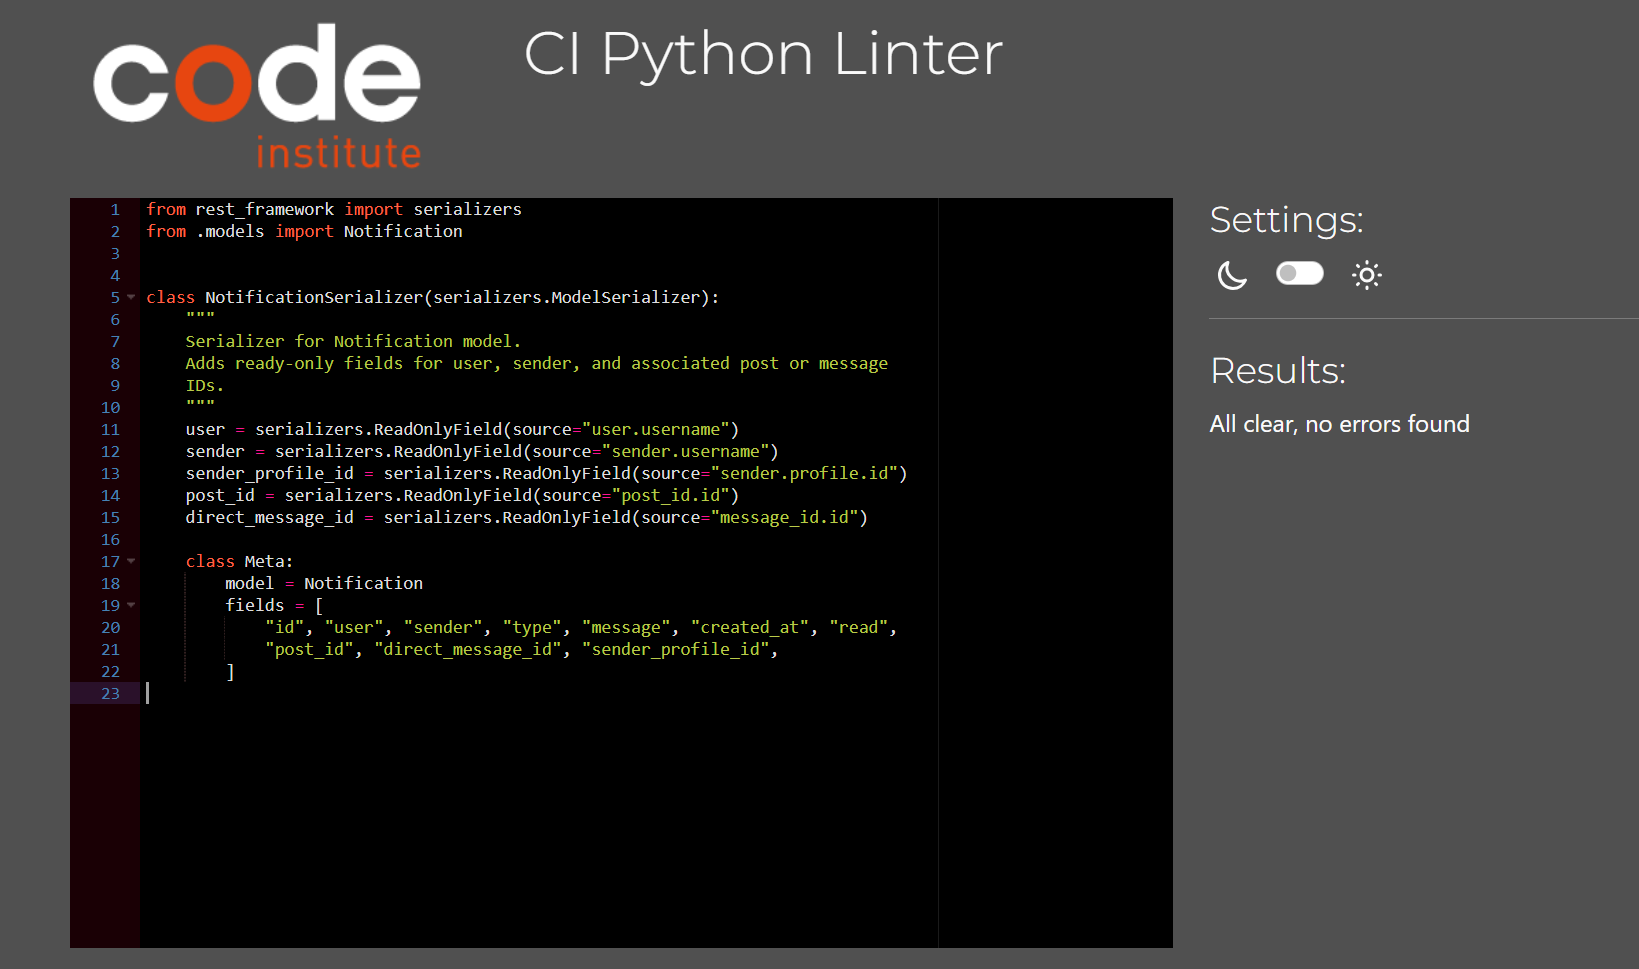 code
institute
CI Python Linter
1 from rest_framework import serializers
2 from .models import Notification
3
4
5 class NotificationSerializer(serializers.ModelSerializer):
6     """
7     Serializer for Notification model.
8     Adds ready-only fields for user, sender, and associated post or message
9     IDs.
10     """
11     user = serializers.ReadOnlyField(source="user.username")
12     sender = serializers.ReadOnlyField(source="sender.username")
13     sender_profile_id = serializers.ReadOnlyField(source="sender.profile.id")
14     post_id = serializers.ReadOnlyField(source="post_id.id")
15     direct_message_id = serializers.ReadOnlyField(source="message_id.id")
16
17     class Meta:
18         model = Notification
19         fields = [
20             "id", "user", "sender", "type", "message", "created_at", "read",
21             "post_id", "direct_message_id", "sender_profile_id",
22         ]
23
Settings:
Results:
All clear, no errors found